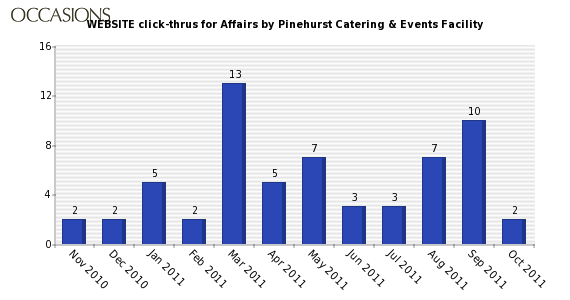 OCCASIONS
WEBSITE click-thrus for Affairs by Pinehurst Catering & Events Facility
16
12
8
4
0
2
2
5
2
13
5
7
3
3
7
10
2
Nov 2010
Dec 2010
Jan 2011
Feb 2011
Mar 2011
Apr 2011
May 2011
Jun 2011
Jul 2011
Aug 2011
Sep 2011
Oct 2011